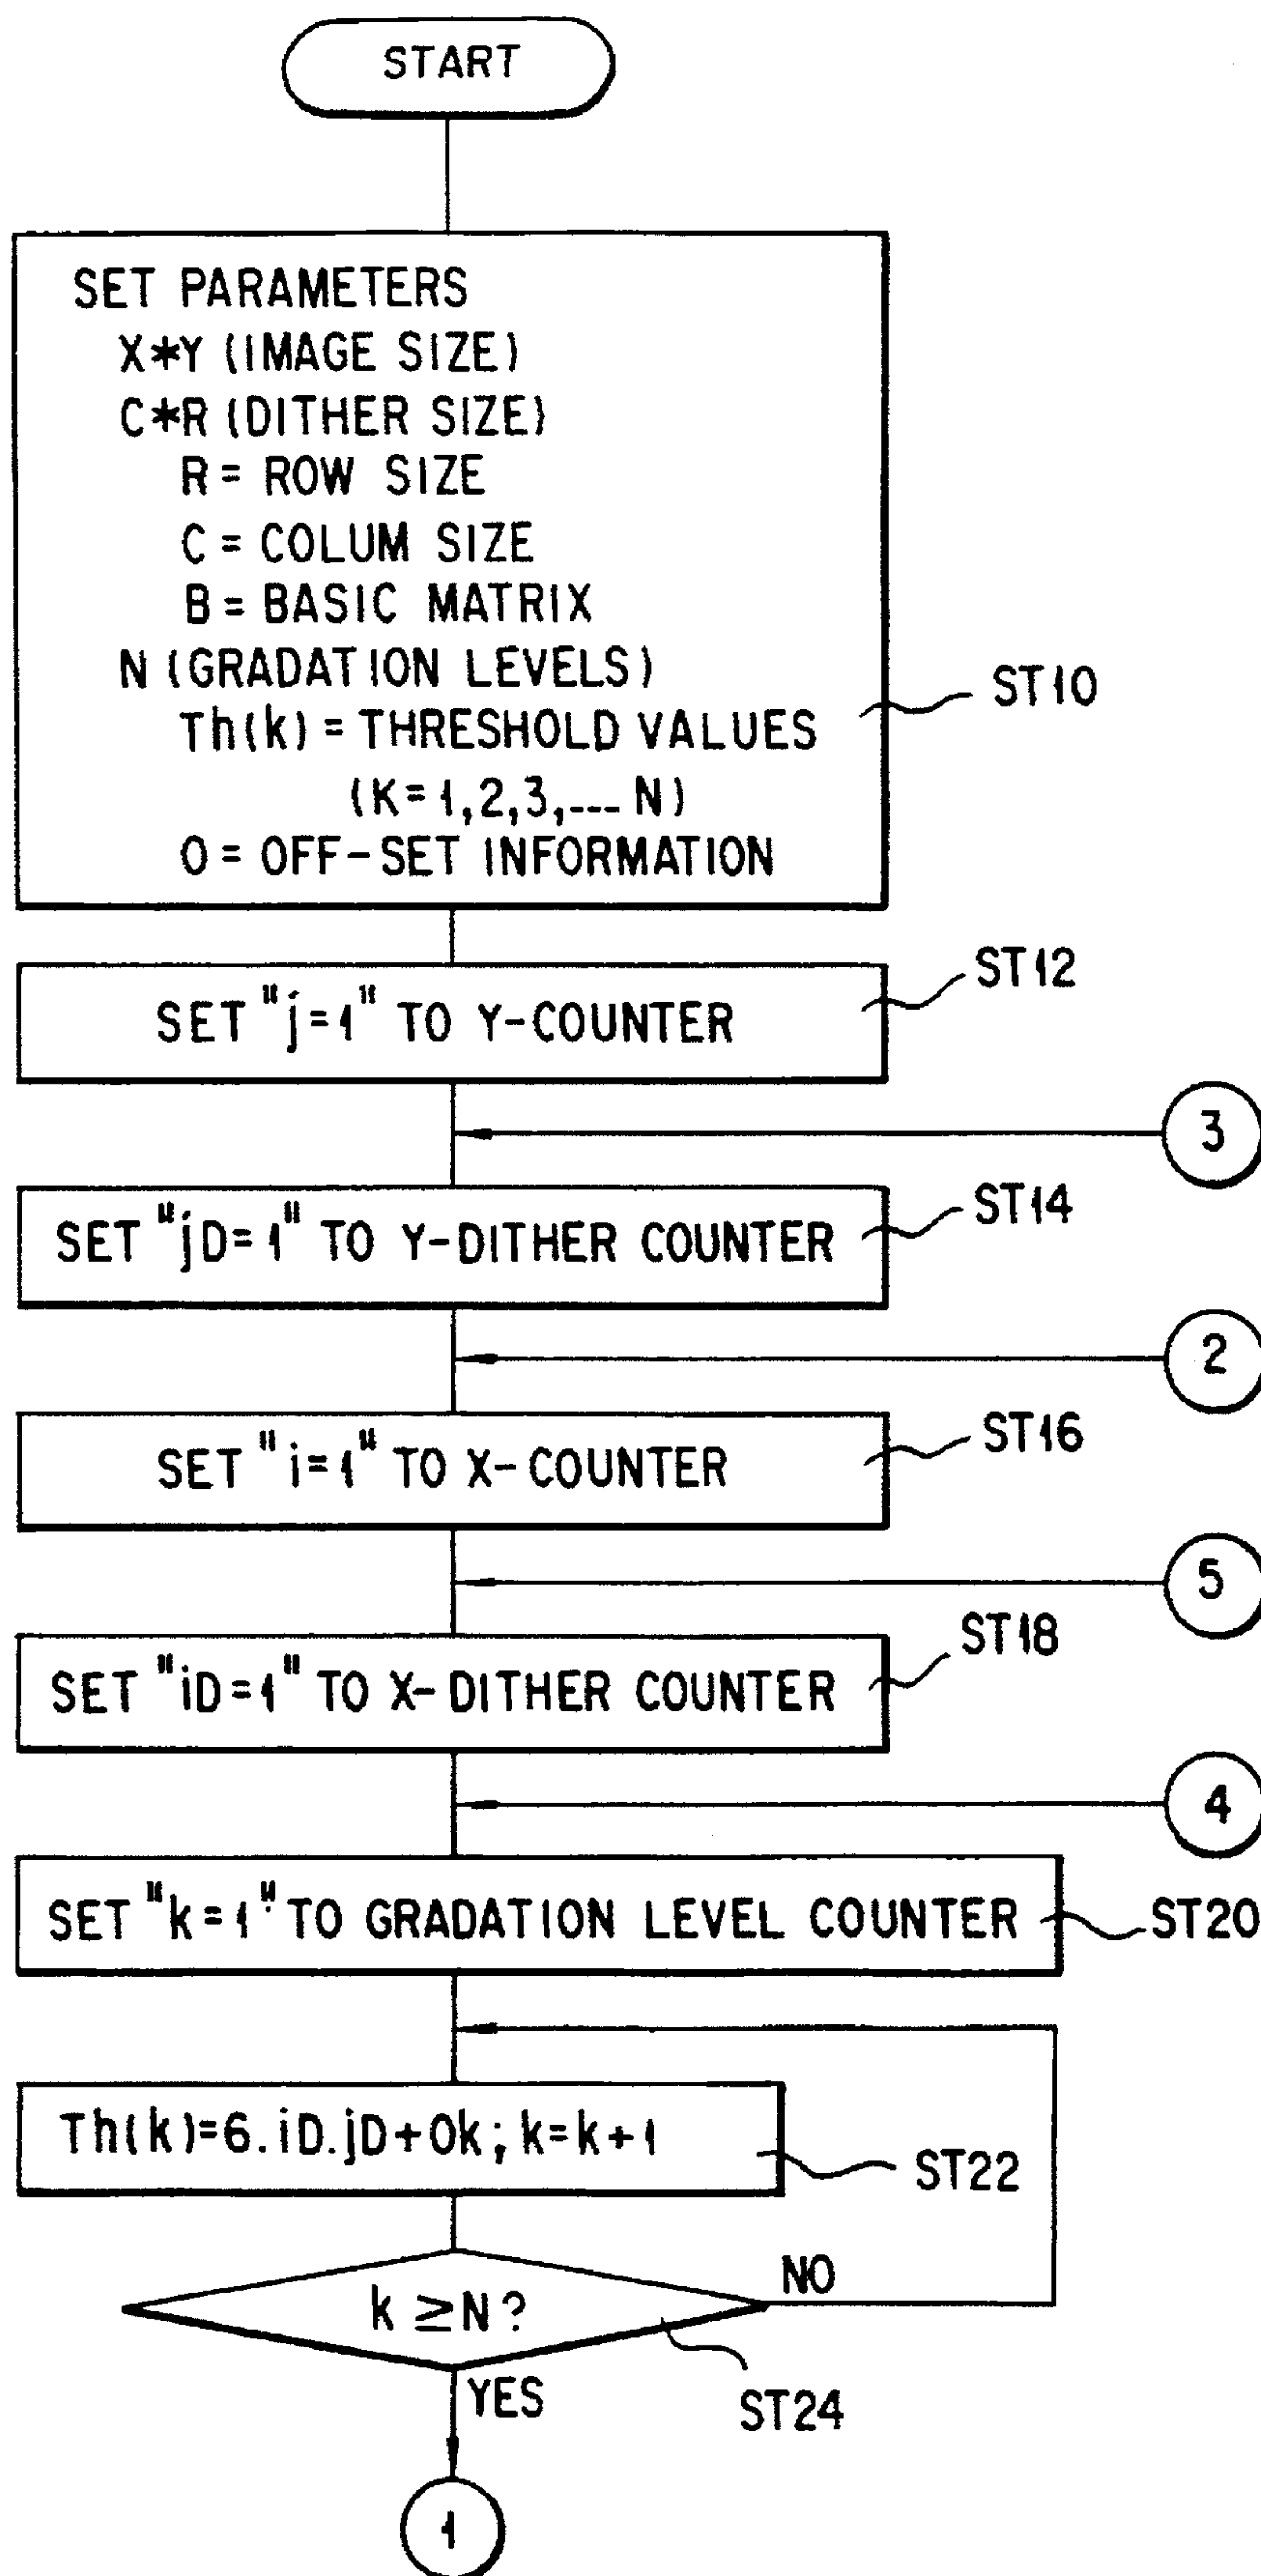 START
SET PARAMETERS
X*Y (IMAGE SIZE)
C*R (DITHER SIZE)
R = ROW SIZE
C = COLUM SIZE
B = BASIC MATRIX
N (GRADATION LEVELS)
Th(k) = THRESHOLD VALUES
(K=1,2,3,--- N)
O = OFF-SET INFORMATION
ST10
SET "j=1" TO Y-COUNTER
ST12
3
SET "jD=1" TO Y-DITHER COUNTER
ST14
2
SET "i=1" TO X-COUNTER
ST16
5
SET "iD=1" TO X-DITHER COUNTER
ST18
4
SET "k=1" TO GRADATION LEVEL COUNTER
ST20
Th(k)=6.iD.jD+Ok; k=k+1
ST22
k ≥N?
NO
ST24
YES
1